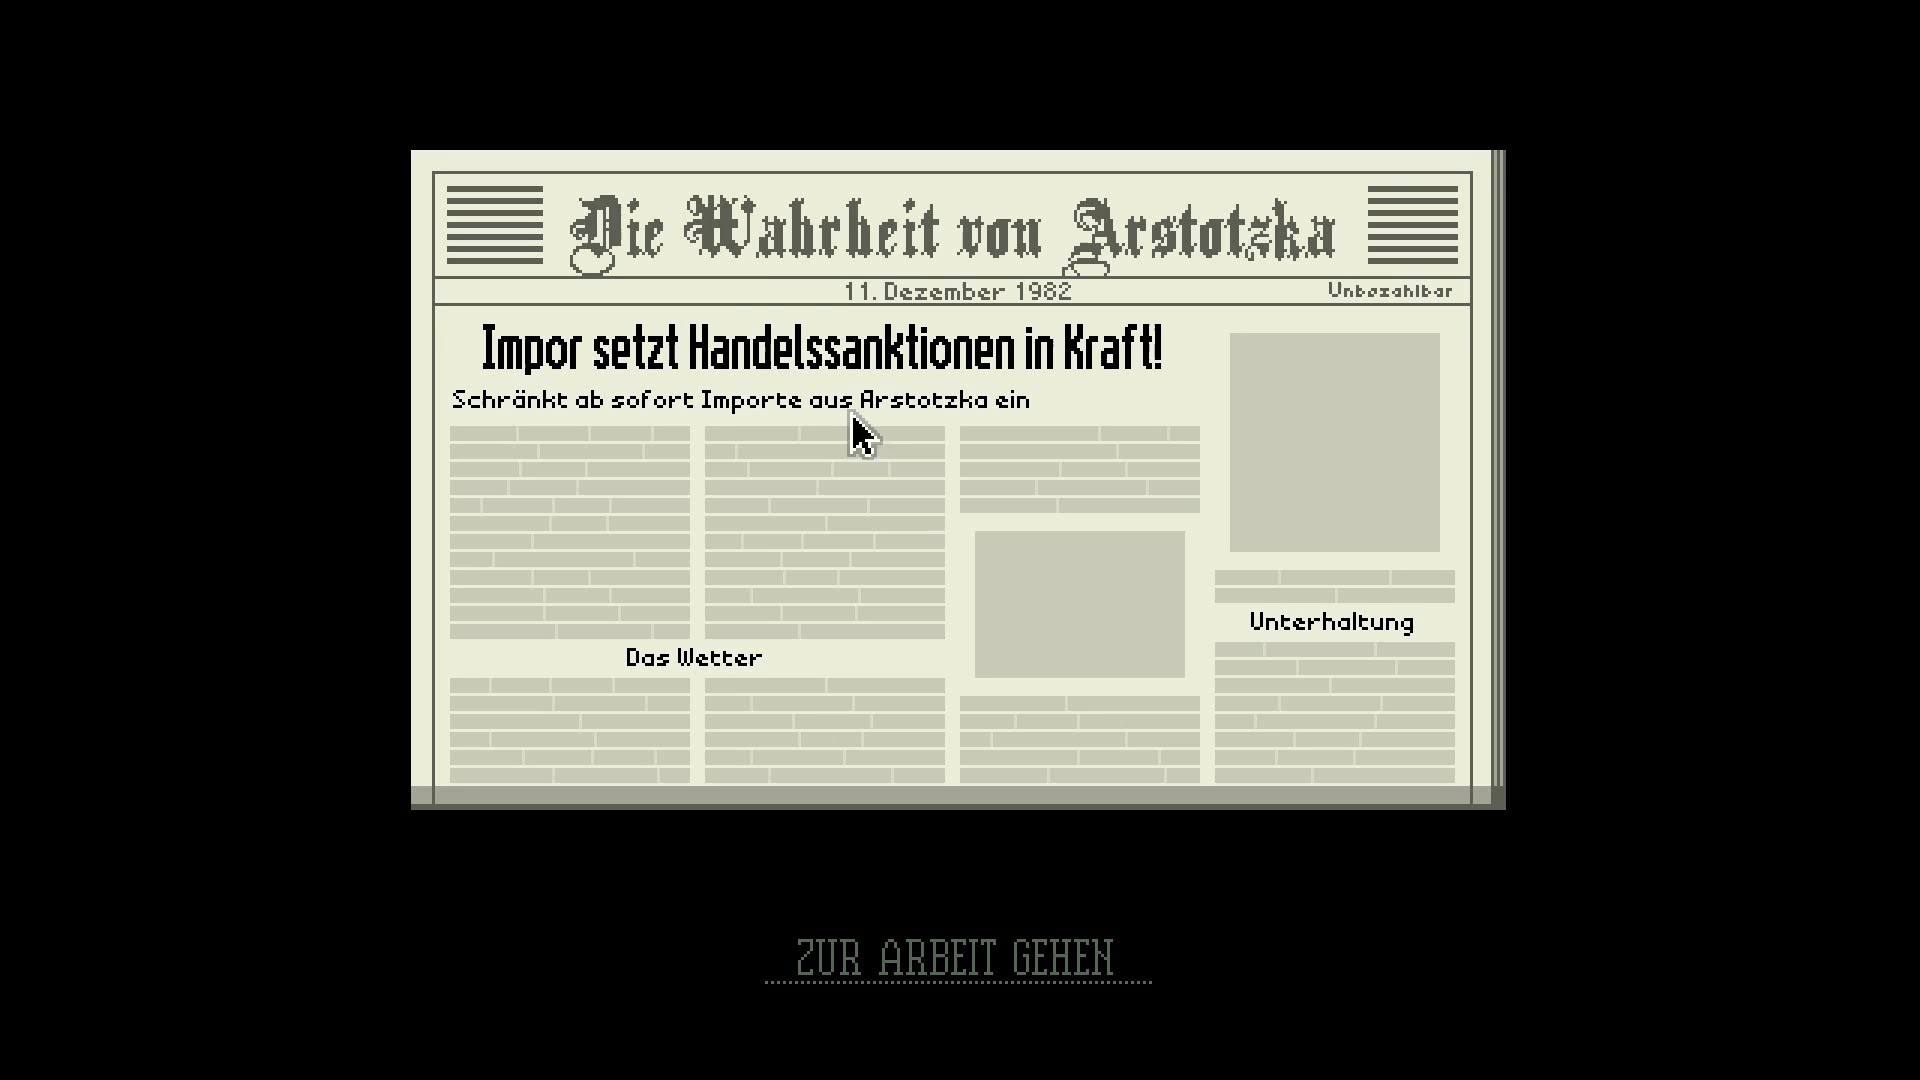 Die Wahrheit von Arstotzka
11. Dezember 1982
Unbezahlbar
Impor setzt Handelssanktionen in Kraft!
Schränkt ab sofort Importe aus Arstotzka ein
Das Wetter
Unterhaltung
ZUR ARBEIT GEHEN